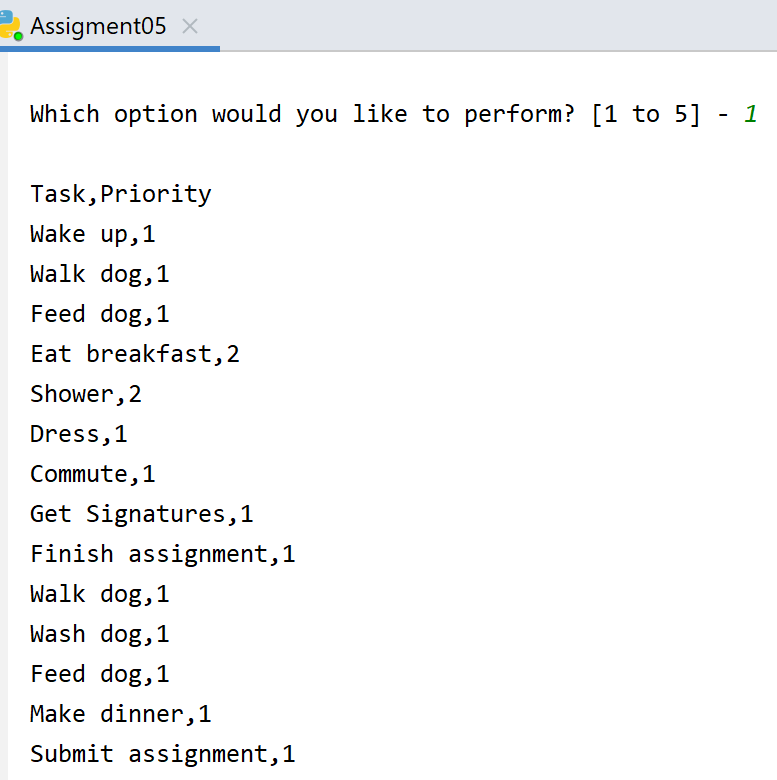 Assigment05
Which option would you like to perform? [1 to 5] - 1
Task,Priority
Wake up,1
Walk dog,1
Feed dog,1
Eat breakfast,2
Shower,2
Dress,1
Commute,1
Get Signatures,1
Finish assignment,1
Walk dog,1
Wash dog,1
Feed dog,1
Make dinner,1
Submit assignment,1